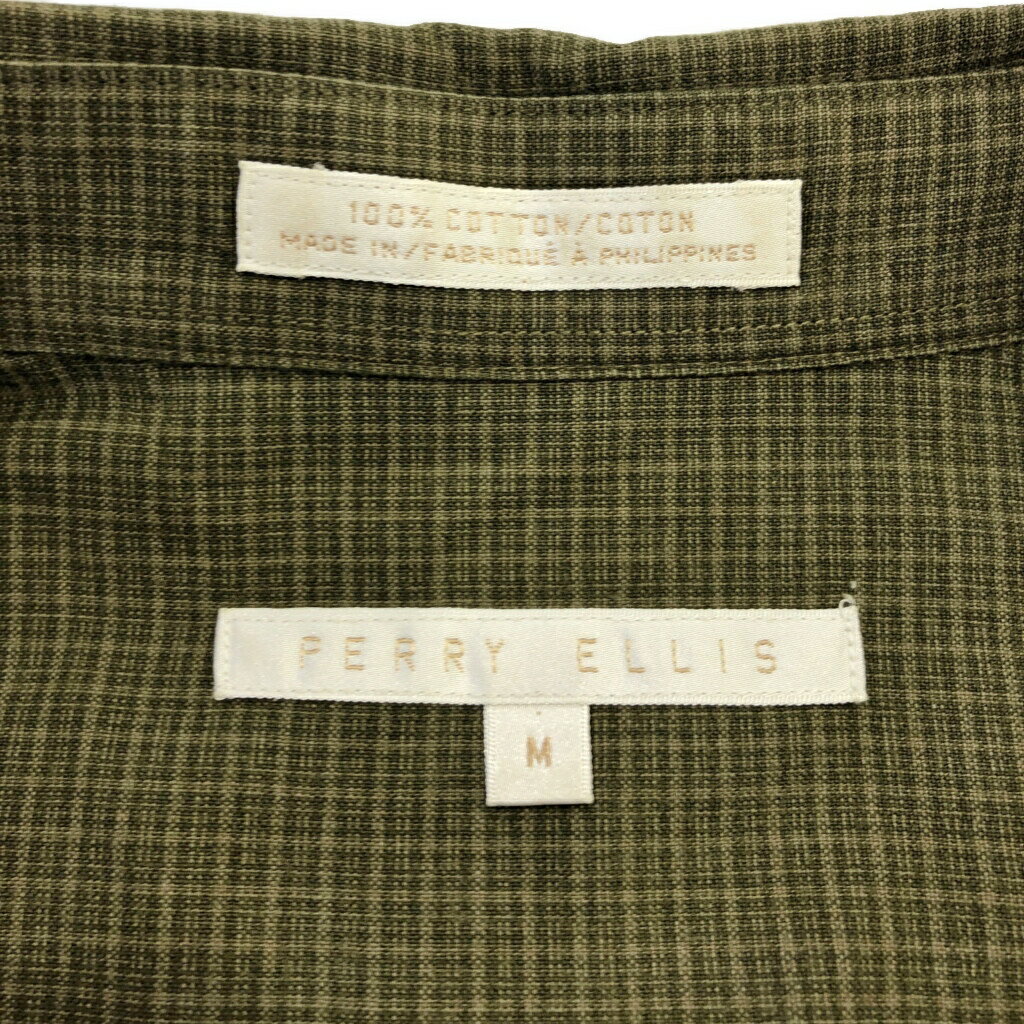 100% COTTON/COTON
MADE IN/FABRIQUÉ À PHILIPPINES
PERRY ELLIS
M